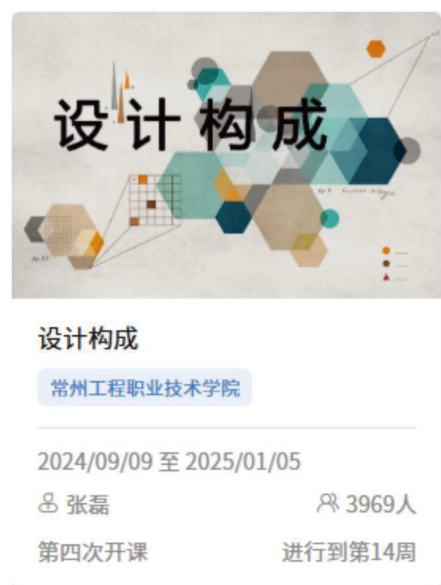 设计构成
设计构成
常州工程职业技术学院
2024/09/09 至 2025/01/05
张磊 3969人
第四次开课 进行到第14周